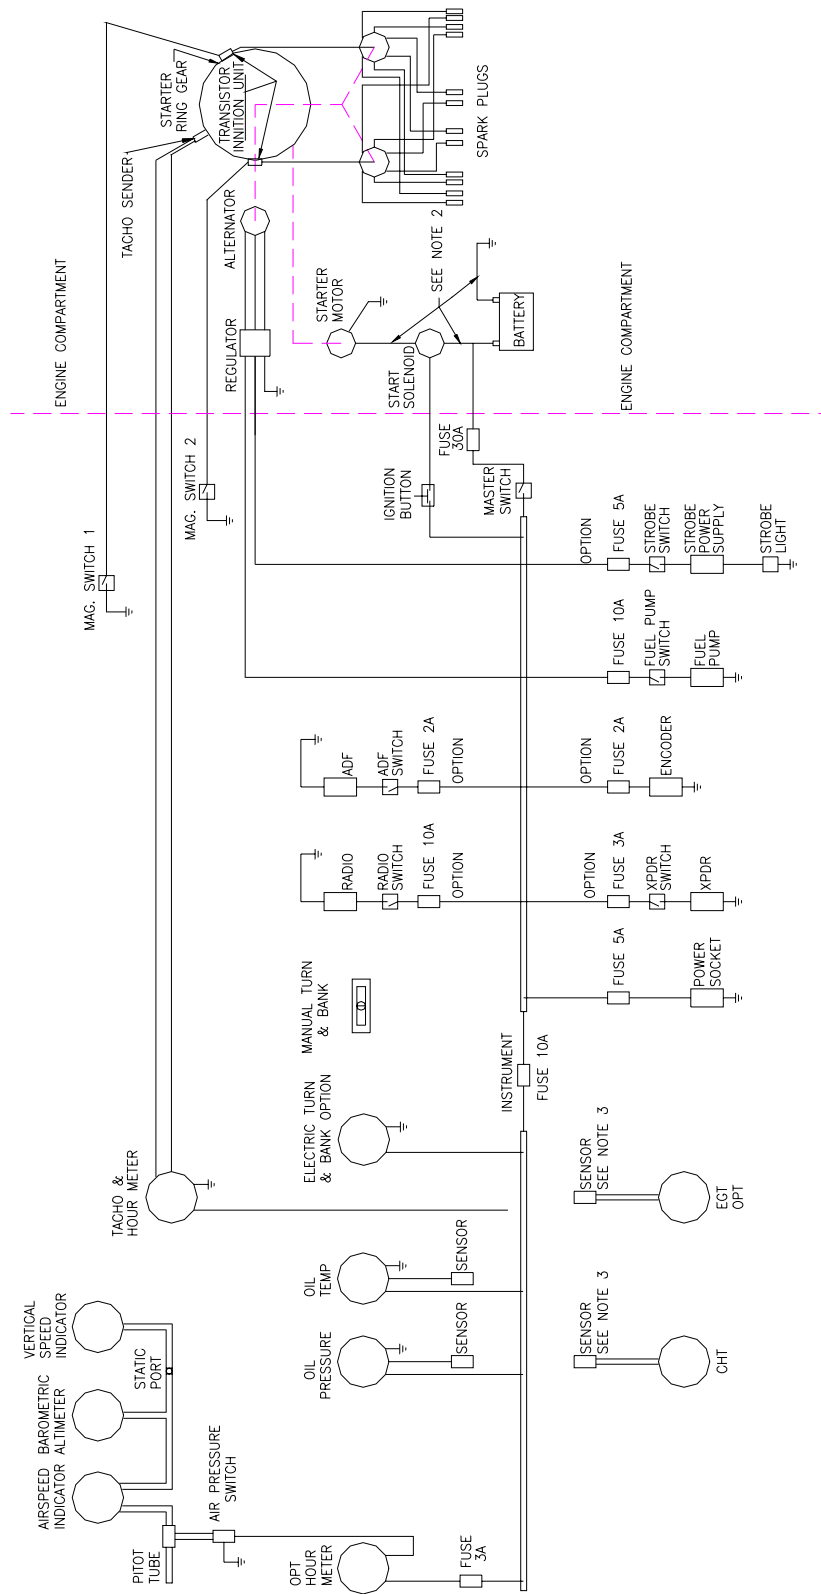 VERTICAL
SPEED
INDICATOR
BAROMETRIC
ALTIMETER
AIRSPEED
INDICATOR
STATIC
PORT
PITOT
TUBE
AIR PRESSURE
SWITCH
OPT
HOUR
METER
FUSE
3A
TACHO &
HOUR METER
OIL
TEMP
SENSOR
OIL
PRESSURE
SENSOR
SENSOR
SEE NOTE 3
CHT
SENSOR
SEE NOTE 3
EGT
OPT
ELECTRIC TURN
& BANK OPTION
MANUAL TURN
& BANK
INSTRUMENT
FUSE 10A
FUSE 5A
POWER
SOCKET
RADIO
RADIO
SWITCH
FUSE 10A
OPTION
OPTION
FUSE 3A
XPDR
SWITCH
XPDR
ADF
ADF
SWITCH
FUSE 2A
OPTION
OPTION
FUSE 2A
ENCODER
FUSE 10A
FUEL PUMP
SWITCH
FUEL
PUMP
OPTION
FUSE 5A
STROBE
SWITCH
STROBE
POWER
SUPPLY
STROBE
LIGHT
MAG. SWITCH 1
MAG. SWITCH 2
IGNITION
BUTTON
FUSE
30A
MASTER
SWITCH
ENGINE COMPARTMENT
ENGINE COMPARTMENT
REGULATOR
ALTERNATOR
STARTER
MOTOR
START
SOLENOID
SEE NOTE 2
BATTERY
TACHO SENDER
STARTER
RING GEAR
TRANSISTOR
INNITION UNIT
SPARK PLUGS